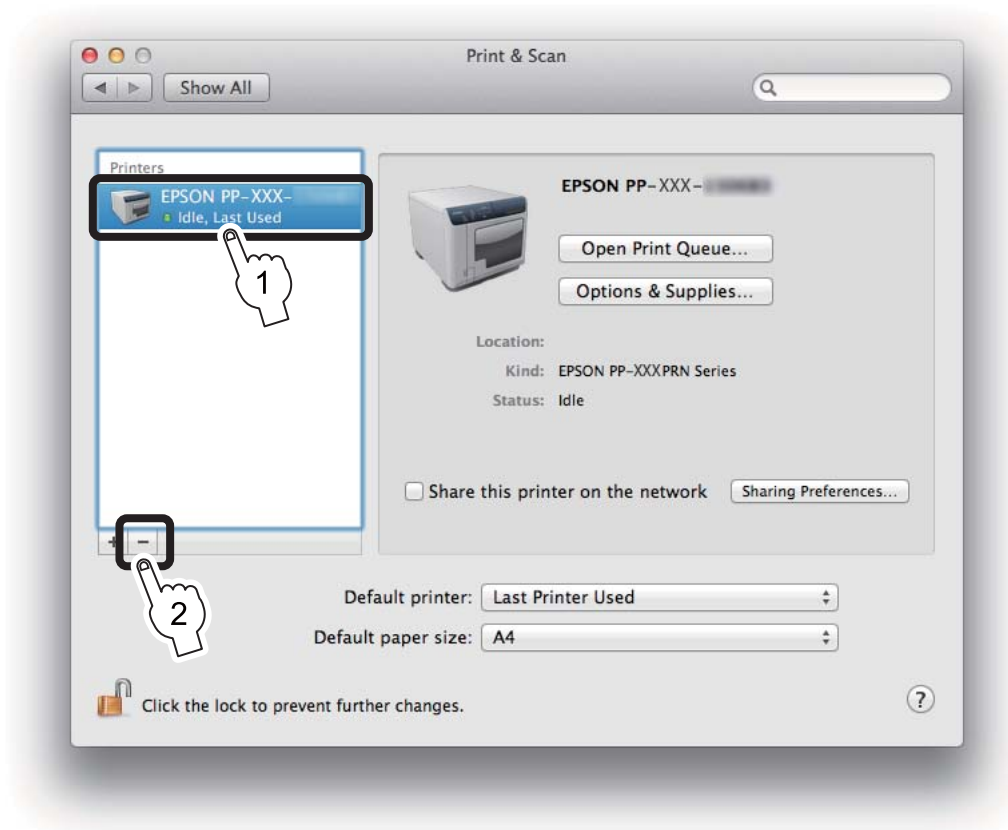 Print & Scan
Show All
Printers
EPSON PP-XXX-
Idle, Last Used
1
+ −
2
EPSON PP-XXX-
Open Print Queue...
Options & Supplies...
Location:
Kind: EPSON PP-XXXPRN Series
Status: Idle
Share this printer on the network Sharing Preferences...
Default printer: Last Printer Used
Default paper size: A4
Click the lock to prevent further changes.
?